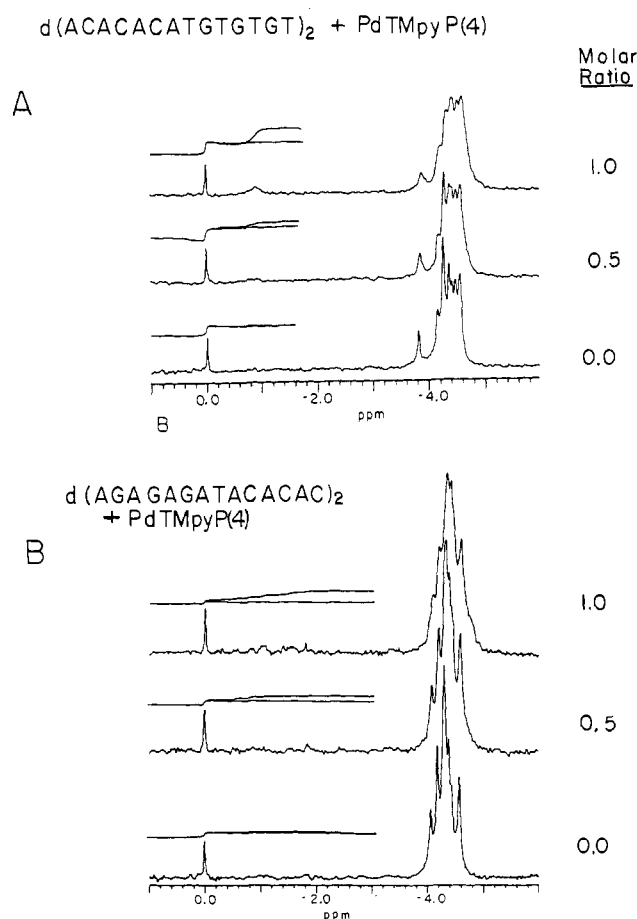 d(ACACACATGTGTGT)₂ + PdTMpyP(4)
Molar
Ratio
A
1.0
0.5
0.0
0.0
-2.0
-4.0
ppm
B
d(AGAGAGATACACAC)₂
+ PdTMpyP(4)
B
1.0
0.5
0.0
0.0
-2.0
-4.0
ppm